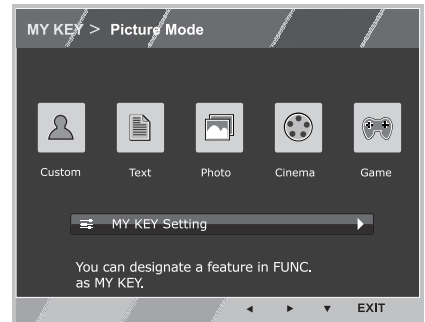 MY KEY > Picture Mode
Custom Text Photo Cinema Game
MY KEY Setting
You can designate a feature in FUNC.
as MY KEY.
EXIT